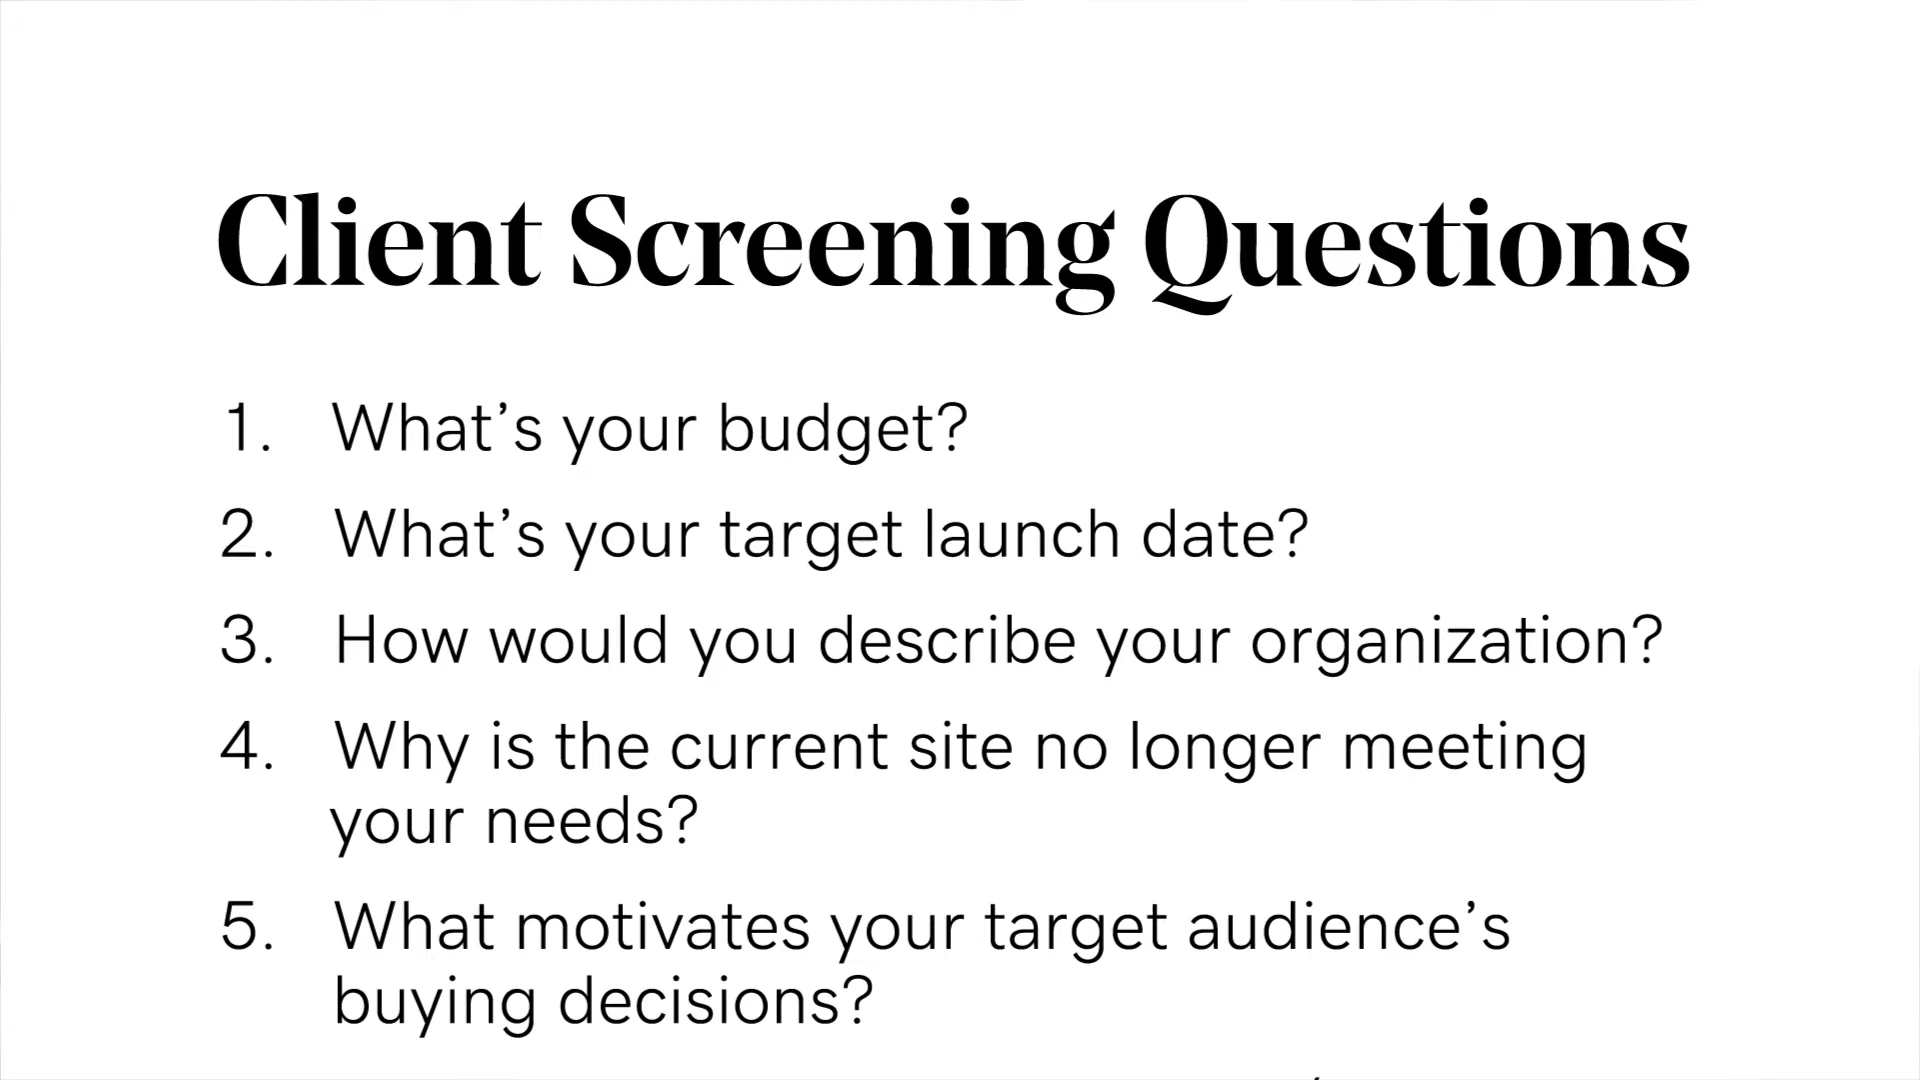 Client Screening Questions
1. What’s your budget?
2. What’s your target launch date?
3. How would you describe your organization?
4. Why is the current site no longer meeting
your needs?
5. What motivates your target audience’s
buying decisions?